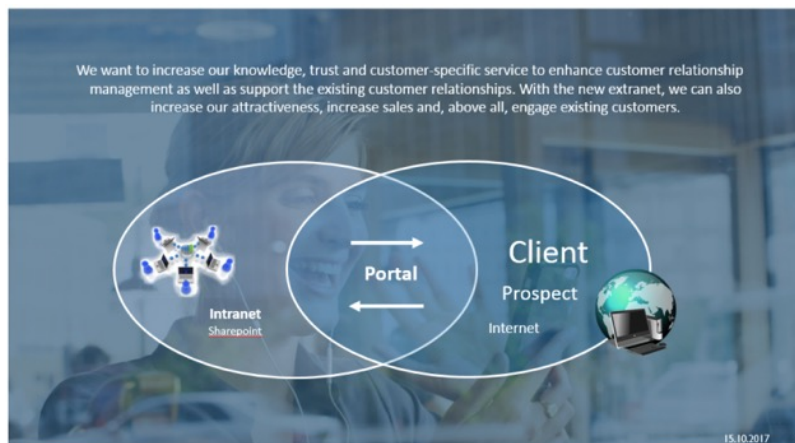 We want to increase our knowledge, trust and customer-specific service to enhance customer relationship
management as well as support the existing customer relationships. With the new extranet, we can also
increase our attractiveness, increase sales and, above all, engage existing customers.
Client
Portal
Prospect
Intranet
Sharepoint
Internet
15.10.2017